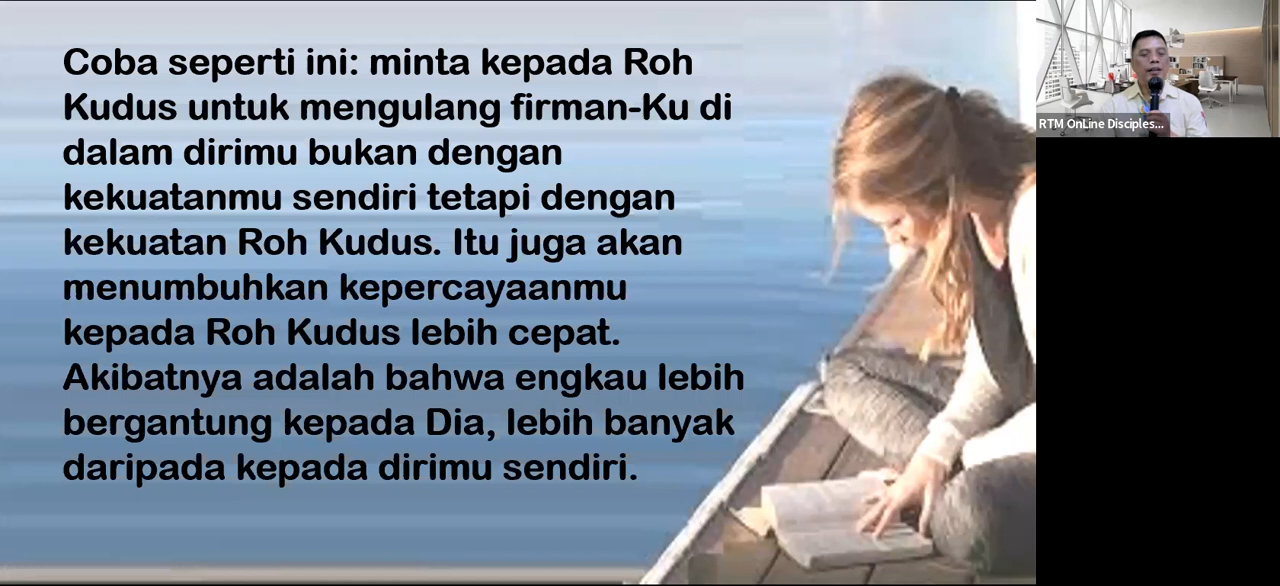 Coba seperti ini: minta kepada Roh
Kudus untuk mengulang firman-Ku di
dalam dirimu bukan dengan
kekuatanmu sendiri tetapi dengan
kekuatan Roh Kudus. Itu juga akan
menumbuhkan kepercayaanmu
kepada Roh Kudus lebih cepat.
Akibatnya adalah bahwa engkau lebih
bergantung kepada Dia, lebih banyak
daripada kepada dirimu sendiri.
RTM OnLine Disciples...